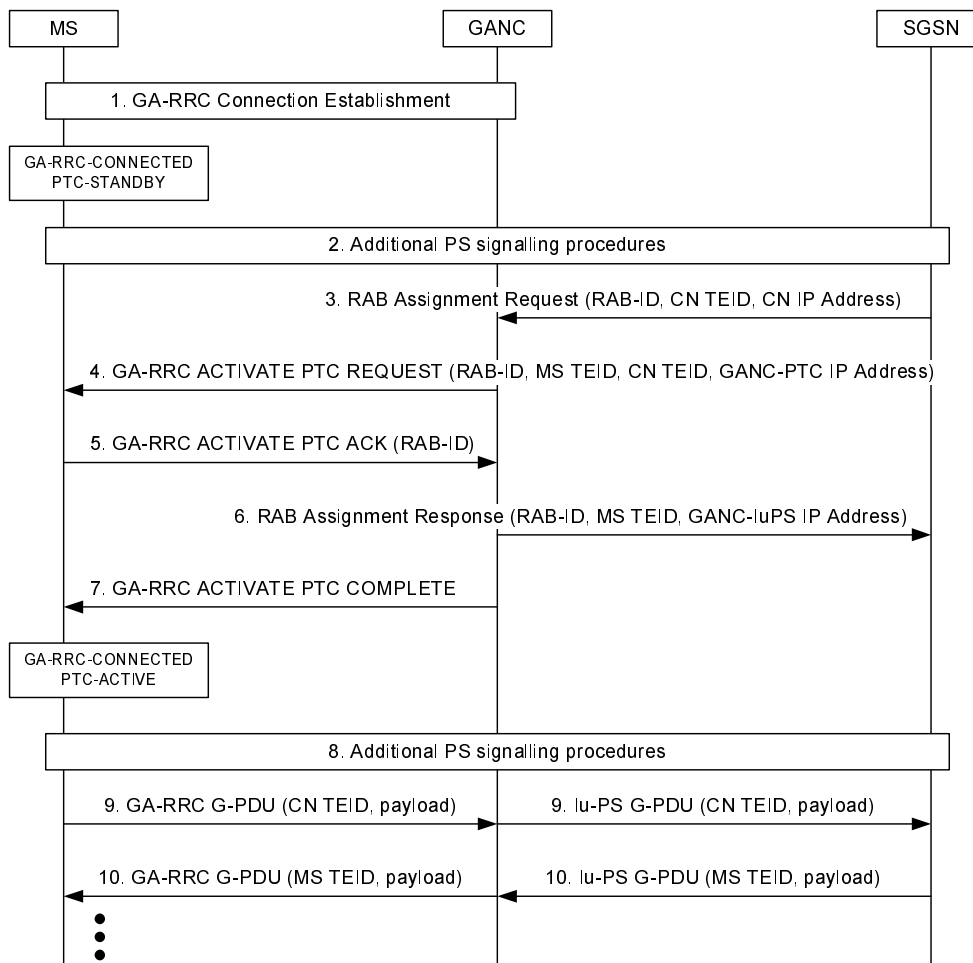 MS
GANC
SGSN
1. GA-RRC Connection Establishment
GA-RRC-CONNECTED
PTC-STANDBY
2. Additional PS signalling procedures
3. RAB Assignment Request (RAB-ID, CN TEID, CN IP Address)
4. GA-RRC ACTIVATE PTC REQUEST (RAB-ID, MS TEID, CN TEID, GANC-PTC IP Address)
5. GA-RRC ACTIVATE PTC ACK (RAB-ID)
6. RAB Assignment Response (RAB-ID, MS TEID, GANC-IuPS IP Address)
7. GA-RRC ACTIVATE PTC COMPLETE
GA-RRC-CONNECTED
PTC-ACTIVE
8. Additional PS signalling procedures
9. GA-RRC G-PDU (CN TEID, payload)
9. Iu-PS G-PDU (CN TEID, payload)
10. GA-RRC G-PDU (MS TEID, payload)
10. Iu-PS G-PDU (MS TEID, payload)